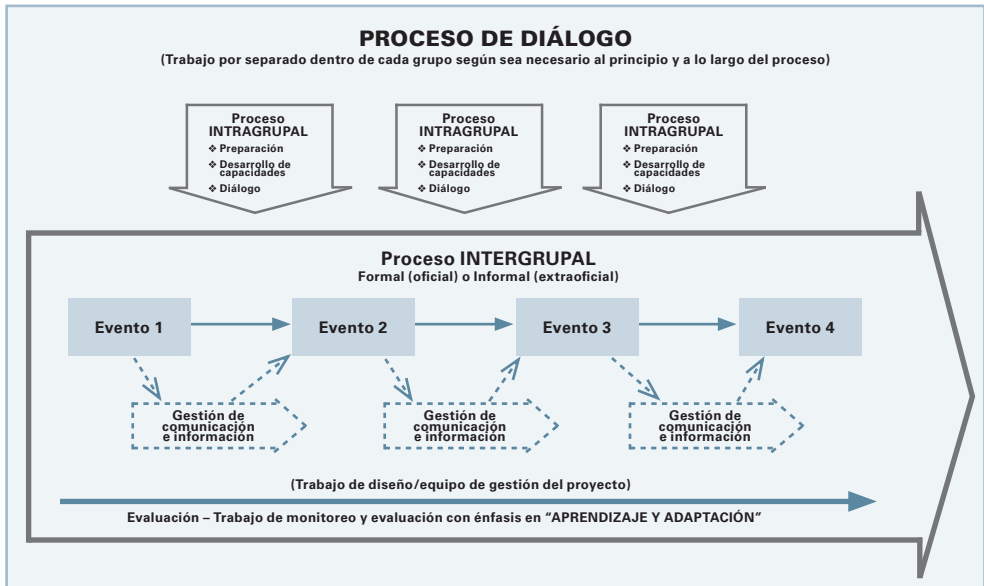 PROCESO DE DIÁLOGO
(Trabajo por separado dentro de cada grupo según sea necesario al principio y a lo largo del proceso)
Proceso
INTRAGRUPAL
❖ Preparación
❖ Desarrollo de
capacidades
❖ Diálogo
Proceso
INTRAGRUPAL
❖ Preparación
❖ Desarrollo de
capacidades
❖ Diálogo
Proceso
INTRAGRUPAL
❖ Preparación
❖ Desarrollo de
capacidades
❖ Diálogo
Proceso INTERGRUPAL
Formal (oficial) o Informal (extraoficial)
Evento 1
Evento 2
Evento 3
Evento 4
Gestión de
comunicación
e información
Gestión de
comunicación
e información
Gestión de
comunicación
e información
(Trabajo de diseño/equipo de gestión del proyecto)
Evaluación – Trabajo de monitoreo y evaluación con énfasis en “APRENDIZAJE Y ADAPTACIÓN”